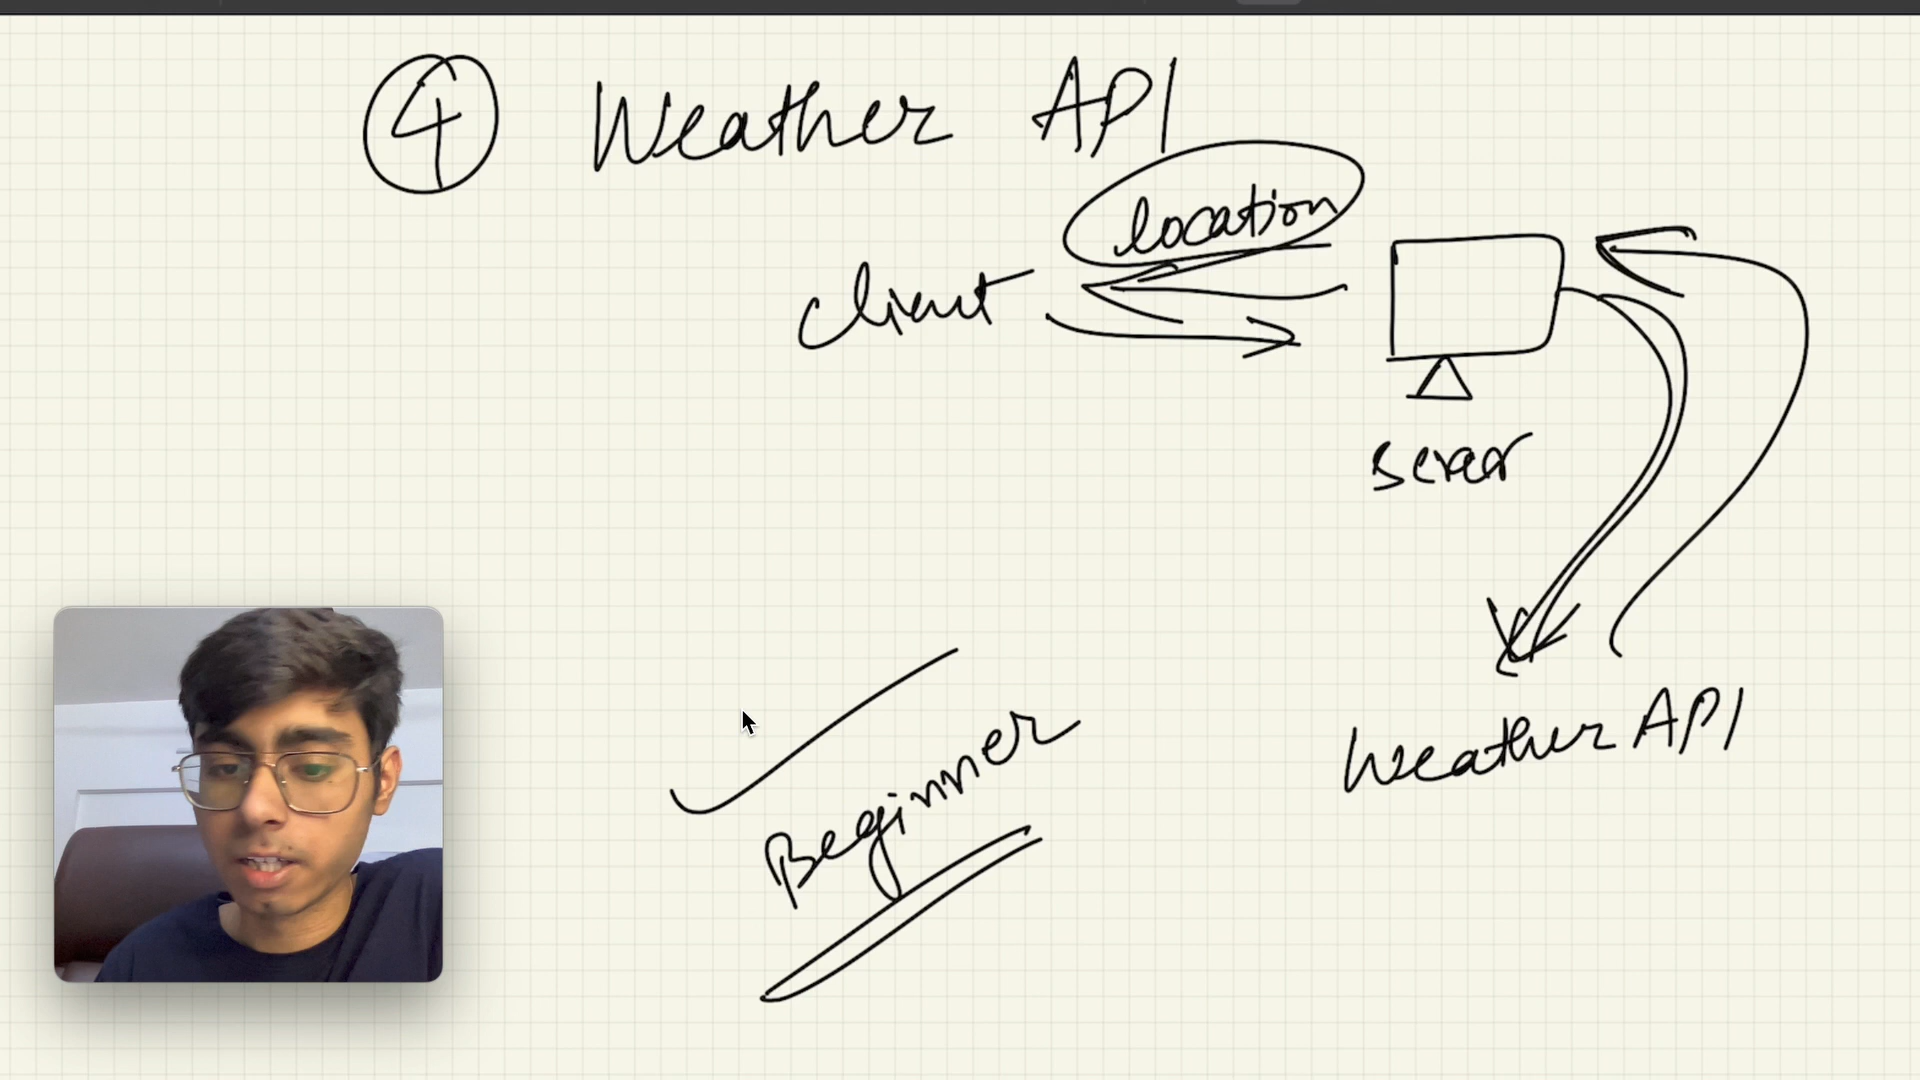 4 Weather API
location
client
server
Weather API
Beginner